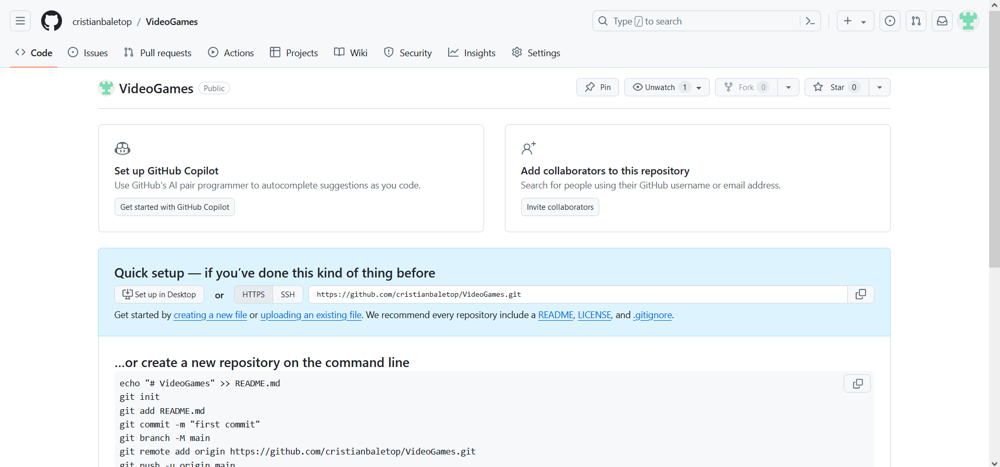 cristianbaletop / VideoGames
Type / to search
Code
Issues
Pull requests
Actions
Projects
Wiki
Security
Insights
Settings
VideoGames Public
Pin
Unwatch 1
Fork 0
Star 0
Set up GitHub Copilot
Use GitHub's AI pair programmer to autocomplete suggestions as you code.
Get started with GitHub Copilot
Add collaborators to this repository
Search for people using their GitHub username or email address.
Invite collaborators
Quick setup — if you’ve done this kind of thing before
Set up in Desktop or HTTPS SSH https://github.com/cristianbaletop/VideoGames.git
Get started by creating a new file or uploading an existing file. We recommend every repository include a README, LICENSE, and .gitignore.
…or create a new repository on the command line
echo "# VideoGames" >> README.md
git init
git add README.md
git commit -m "first commit"
git branch -M main
git remote add origin https://github.com/cristianbaletop/VideoGames.git
git push -u origin main